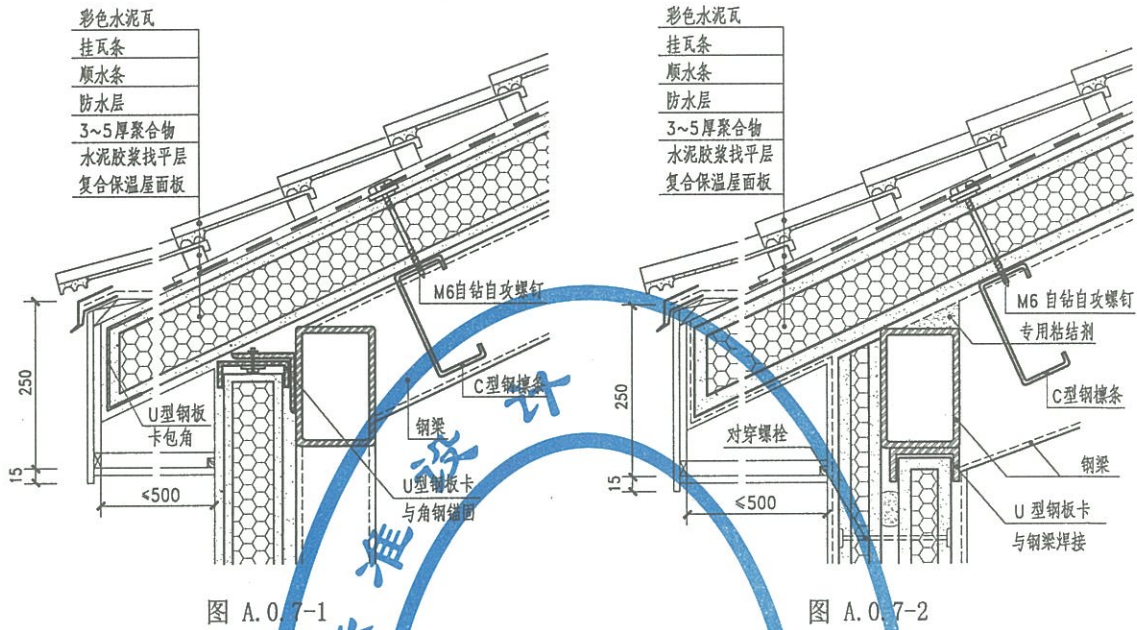 彩色水泥瓦
挂瓦条
顺水条
防水层
3~5厚聚合物
水泥胶浆找平层
复合保温屋面板
M6自钻自攻螺钉
C型钢檩条
250
U型钢板
卡包角
钢梁
15
≤500
U型钢板卡
与角钢锚固
图 A.0.7-1
彩色水泥瓦
挂瓦条
顺水条
防水层
3~5厚聚合物
水泥胶浆找平层
复合保温屋面板
M6 自钻自攻螺钉
专用粘结剂
C型钢檩条
250
对穿螺栓
钢梁
15
≤500
U 型钢板卡
与钢梁焊接
图 A.0.7-2
准
设